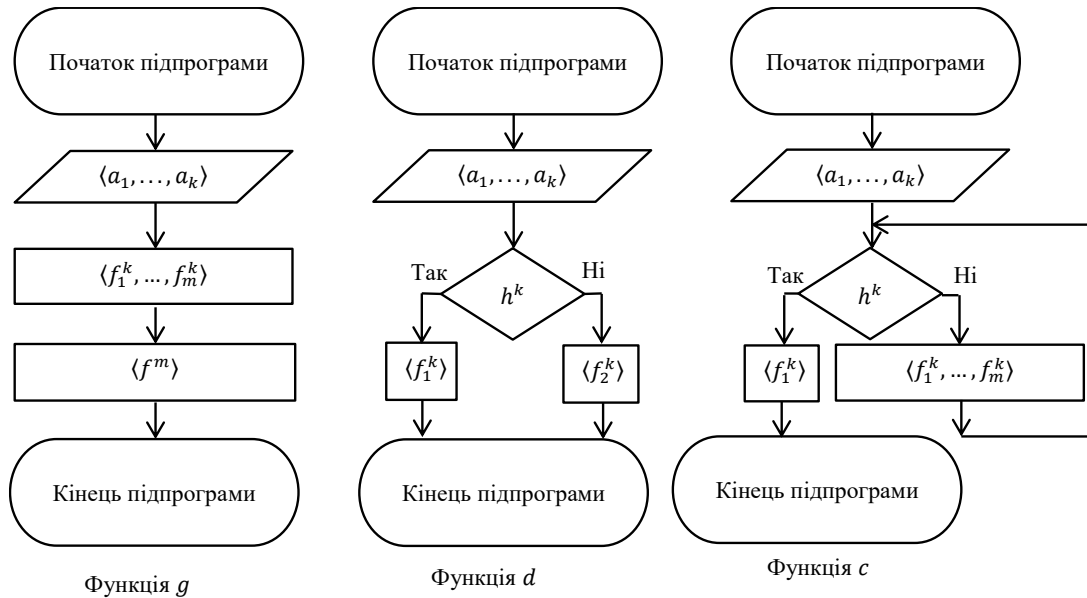 Початок підпрограми
⟨a₁, . . . , aₖ⟩
⟨f₁ᵏ, … , fₘᵏ⟩
⟨fᵐ⟩
Кінець підпрограми
Функція g
Початок підпрограми
⟨a₁, . . . , aₖ⟩
Так
Ні
hᵏ
⟨f₁ᵏ⟩
⟨f₂ᵏ⟩
Кінець підпрограми
Функція d
Початок підпрограми
⟨a₁, . . . , aₖ⟩
Так
Ні
hᵏ
⟨f₁ᵏ⟩
⟨f₁ᵏ, … , fₘᵏ⟩
Кінець підпрограми
Функція c